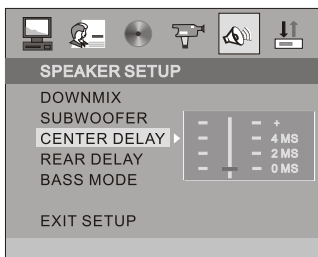 SPEAKER SETUP
DOWNMIX
SUBWOOFER
CENTER DELAY
REAR DELAY
BASS MODE
EXIT SETUP
+
4 MS
2 MS
0 MS